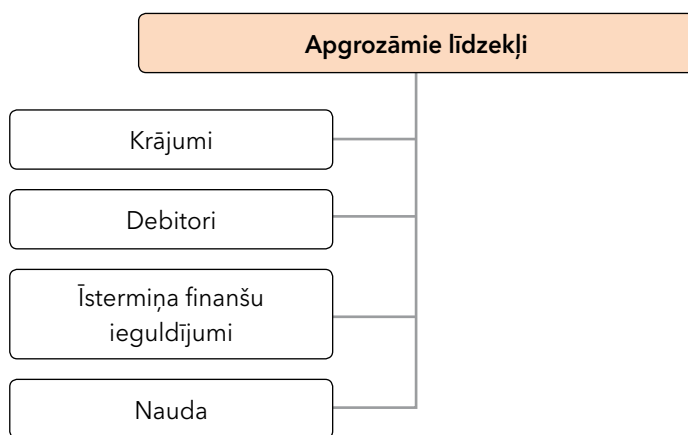 Apgrozāmie līdzekļi
Krājumi
Debitori
Īstermiņa finanšu
ieguldījumi
Nauda